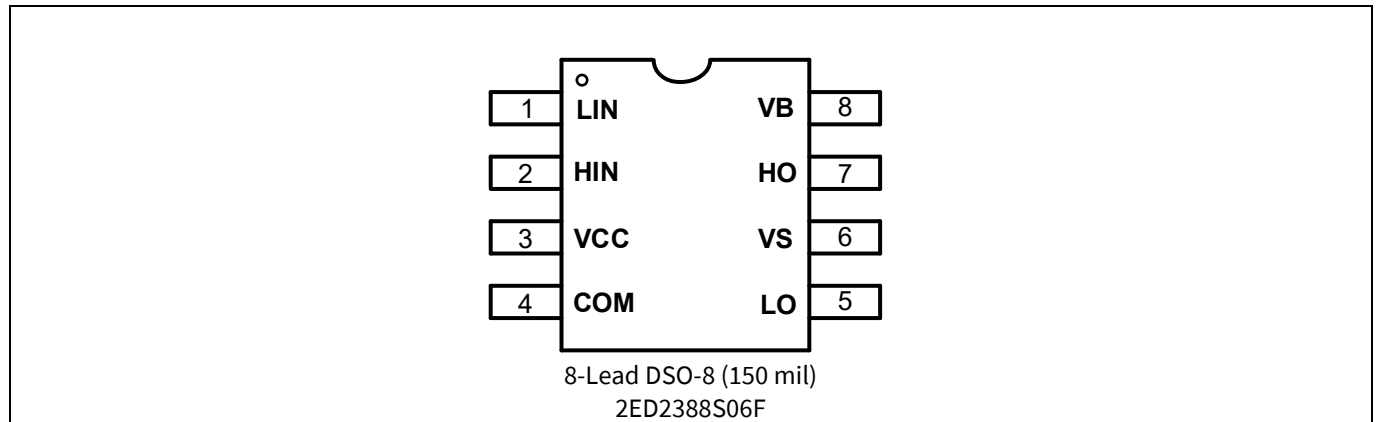 1 LIN VB 8
2 HIN HO 7
3 VCC VS 6
4 COM LO 5
8-Lead DSO-8 (150 mil)
2ED2388S06F